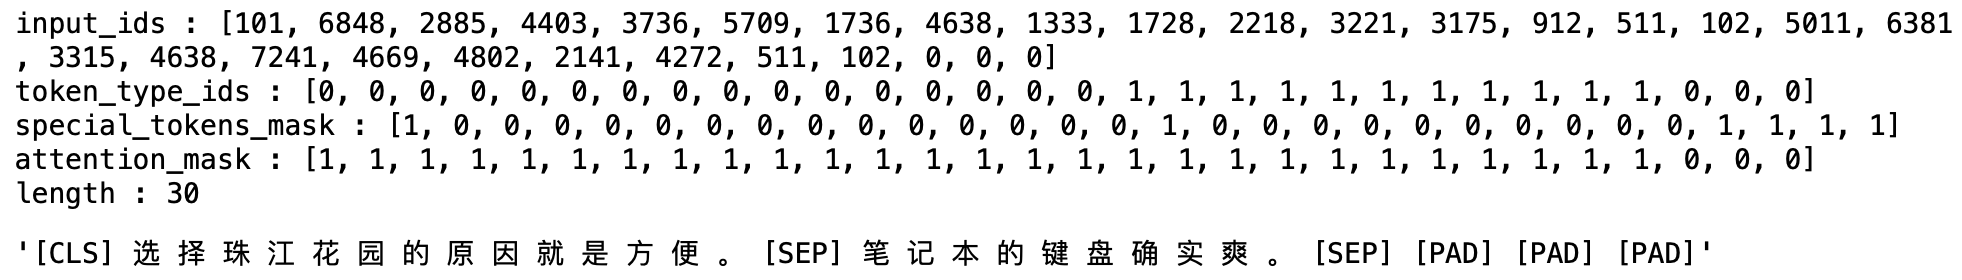 input_ids : [101, 6848, 2885, 4403, 3736, 5709, 1736, 4638, 1333, 1728, 2218, 3221, 3175, 912, 511, 102, 5011, 6381
, 3315, 4638, 7241, 4669, 4802, 2141, 4272, 511, 102, 0, 0, 0]
token_type_ids : [0, 0, 0, 0, 0, 0, 0, 0, 0, 0, 0, 0, 0, 0, 0, 0, 1, 1, 1, 1, 1, 1, 1, 1, 1, 1, 1, 0, 0, 0]
special_tokens_mask : [1, 0, 0, 0, 0, 0, 0, 0, 0, 0, 0, 0, 0, 0, 0, 1, 0, 0, 0, 0, 0, 0, 0, 0, 0, 0, 1, 1, 1, 1]
attention_mask : [1, 1, 1, 1, 1, 1, 1, 1, 1, 1, 1, 1, 1, 1, 1, 1, 1, 1, 1, 1, 1, 1, 1, 1, 1, 1, 1, 0, 0, 0]
length : 30
'[CLS] 选 择 珠 江 花 园 的 原 因 就 是 方 便 。 [SEP] 笔 记 本 的 键 盘 确 实 爽 。 [SEP] [PAD] [PAD] [PAD]'